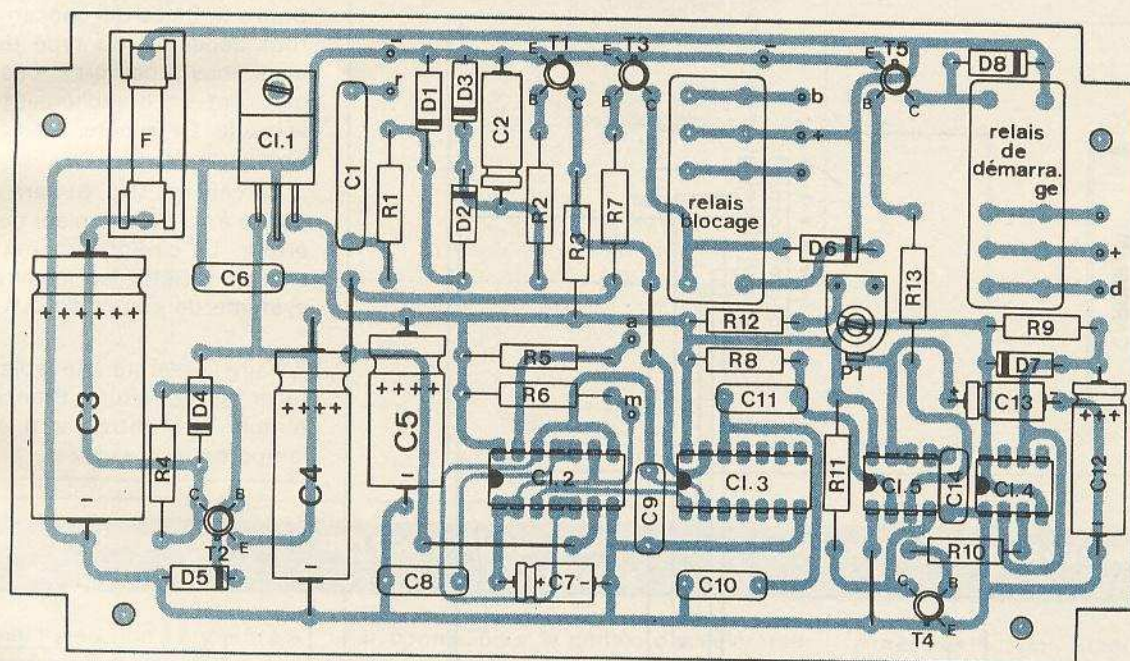 F
CI.1
C1
R1
D1
D3
C2
D2
R2
E
T1
B
C
R3
E
T3
B
C
R7
relais
blocage
b
+
E
T5
B
C
D8
relais
de
démarra.
ge
+
d
D6
R13
C6
R12
P1
R9
D7
+ + + + + +
C3
-
R4
D4
C
B
T2
E
D5
+ + + +
C4
-
+ + + +
C5
-
R5
a
R6
m
R8
C11
+
C13
-
+ + +
C12
-
CI.2
C9
CI.3
R11
CI.5
C14
CI.4
C8
+
C7
-
C10
R10
C
B
E
T4